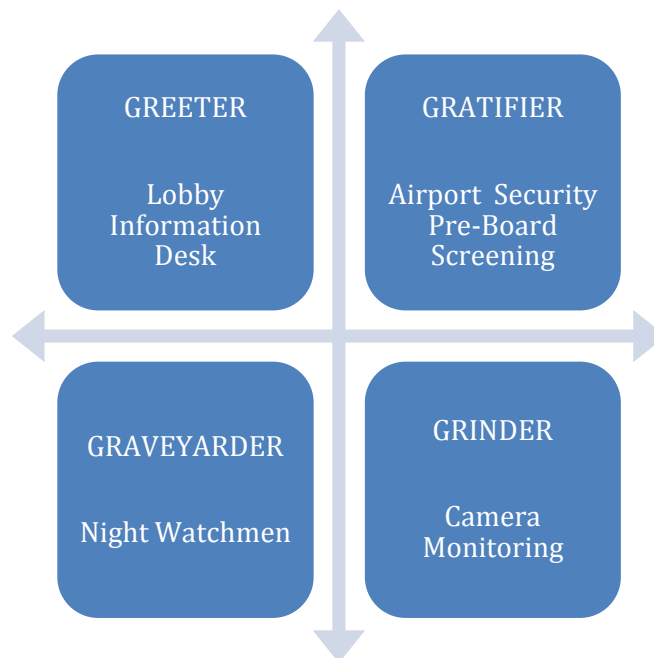 GREETER
Lobby
Information
Desk
GRATIFIER
Airport Security
Pre-Board
Screening
GRAVEYARDER
Night Watchmen
GRINDER
Camera
Monitoring